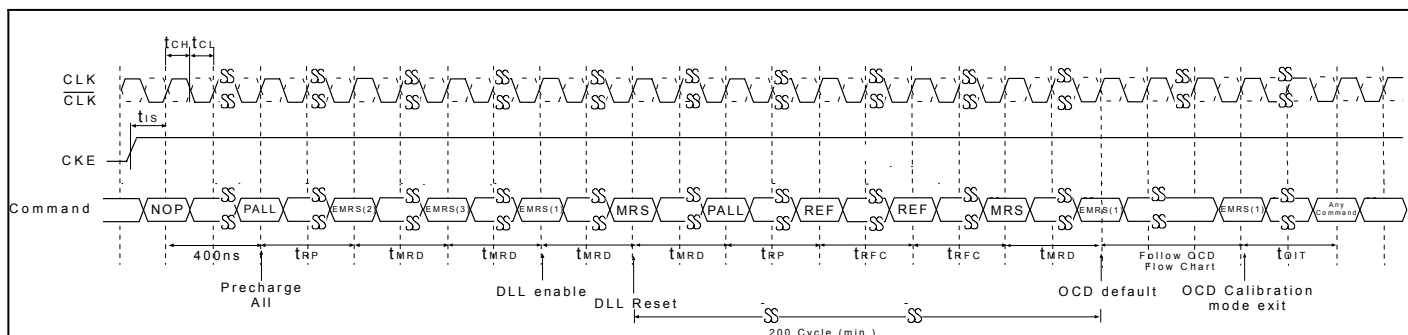 tCH tCL
CLK
CLK
tIS
CKE
Command NOP PALL EMRS(2) EMRS(3) EMRS(1) MRS PALL REF REF MRS EMRS(1 EMRS(1) Any Command
400ns tRP tMRD tMRD tMRD tMRD tRP tRFC tRFC tMRD Follow OCD Flow Chart tOIT
Precharge All
DLL enable
DLL Reset
OCD default
OCD Calibration mode exit
200 Cycle (min.)